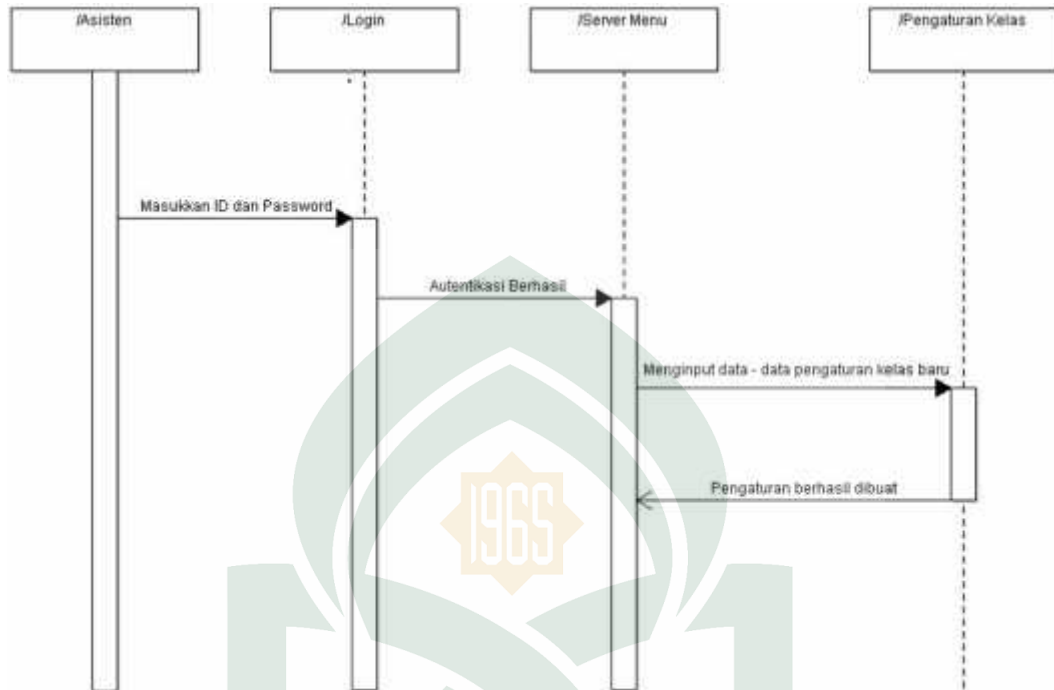 /Asisten
/Login
/Server Menu
/Pengaturan Kelas
Masukkan ID dan Password
Autentikasi Berhasil
Menginput data - data pengaturan kelas baru
Pengaturan berhasil dibuat
1965